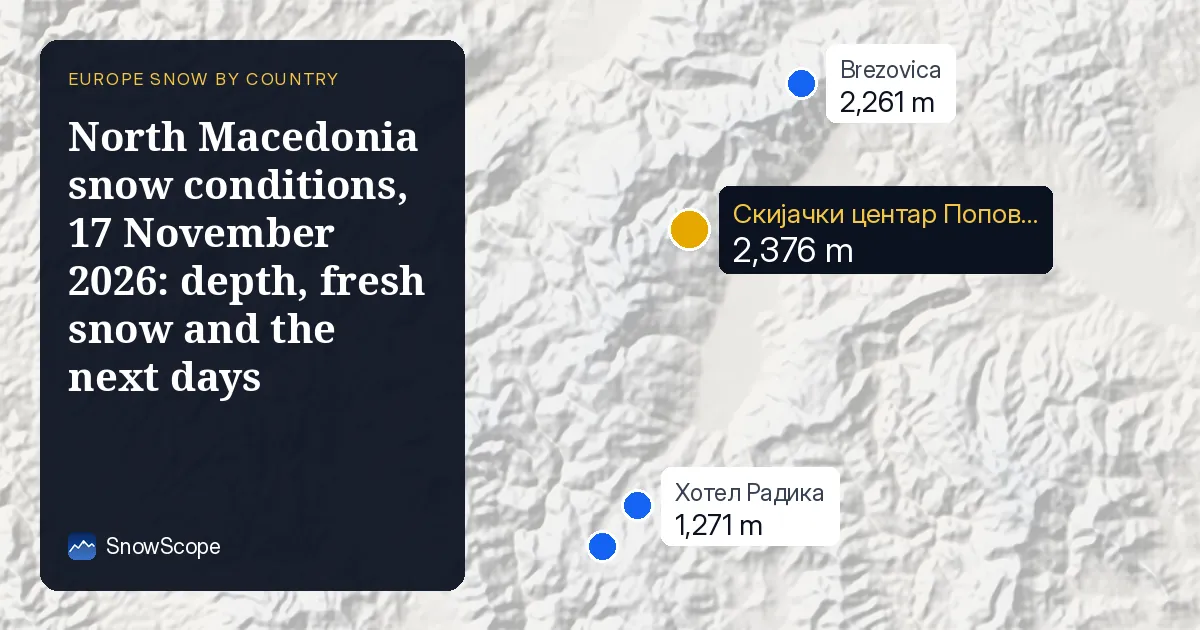 EUROPE SNOW BY COUNTRY
North Macedonia
snow conditions,
17 November
2026: depth, fresh
snow and the
next days
SnowScope
Brezovica
2,261 m
Скијачки центар Попов...
2,376 m
Хотел Радика
1,271 m